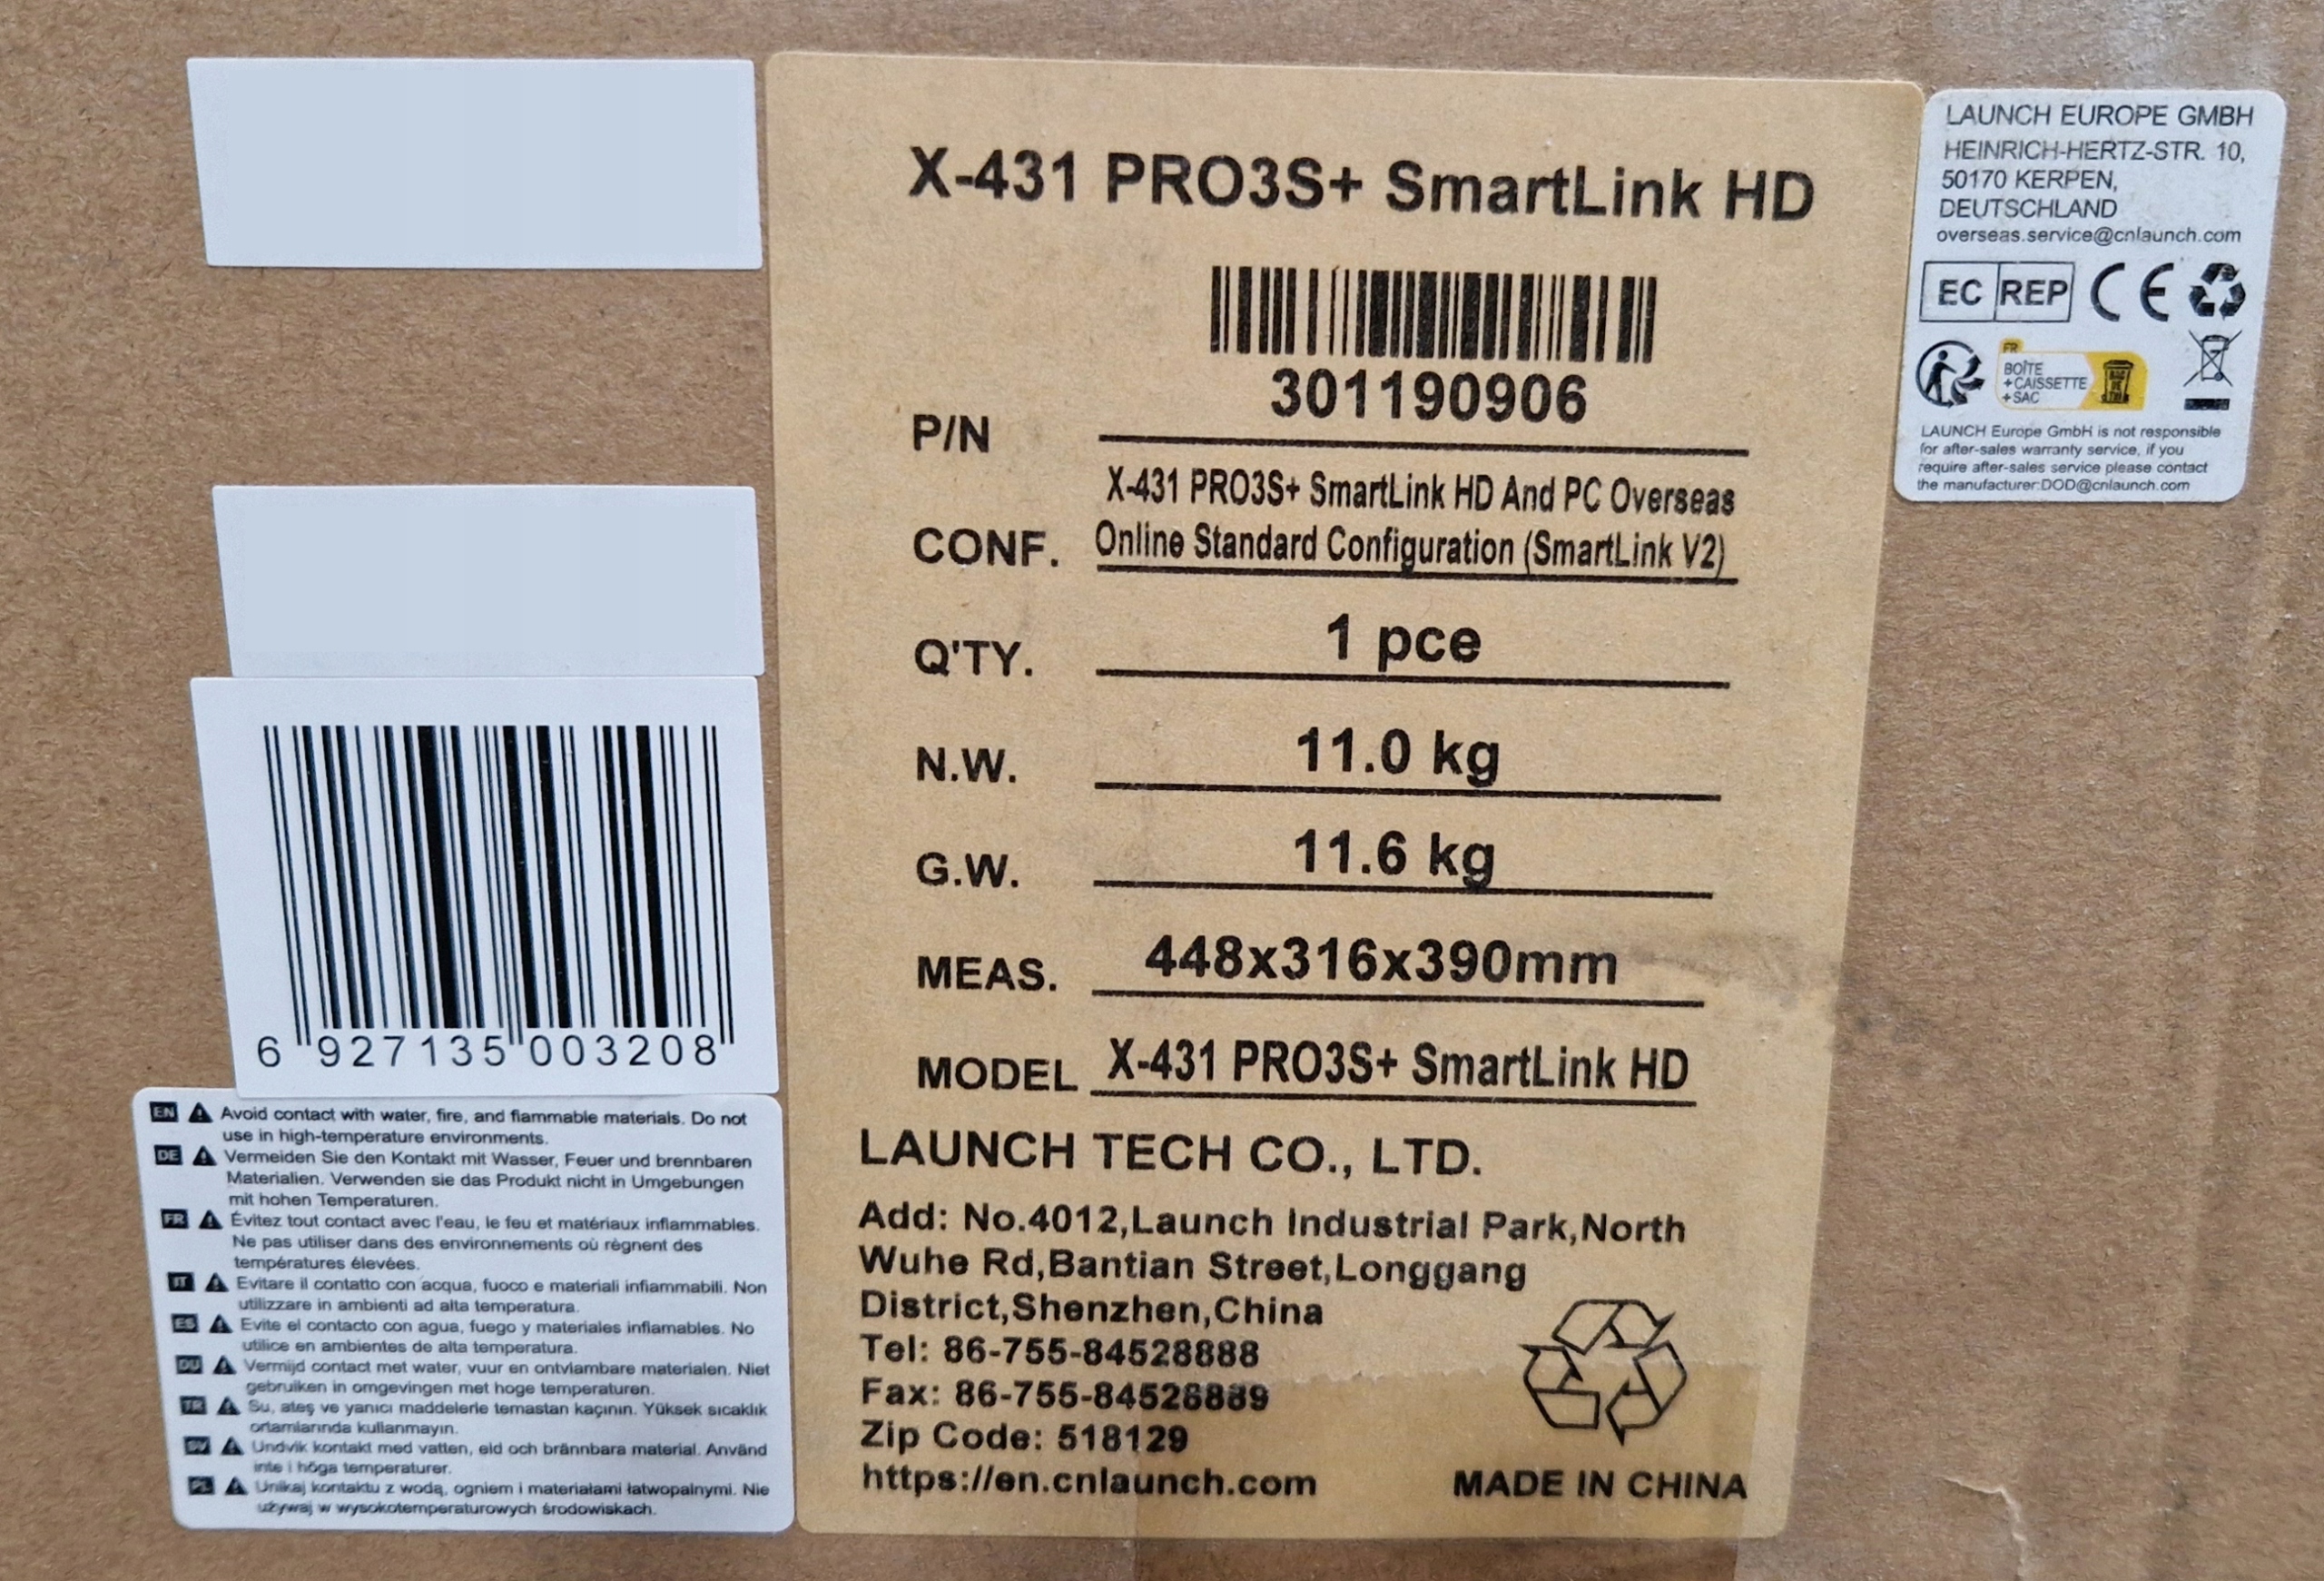 X-431 PRO3S+ SmartLink HD
301190906
P/N
X-431 PRO3S+ SmartLink HD And PC Overseas
CONF. Online Standard Configuration (SmartLink V2)
Q'TY. 1 pce
N.W. 11.0 kg
G.W. 11.6 kg
MEAS. 448x316x390mm
MODEL X-431 PRO3S+ SmartLink HD
LAUNCH TECH CO., LTD.
Add: No.4012,Launch Industrial Park,North
Wuhe Rd,Bantian Street,Longgang
District,Shenzhen,China
Tel: 86-755-84528888
Fax: 86-755-84528889
Zip Code: 518129
https://en.cnlaunch.com
MADE IN CHINA
LAUNCH EUROPE GMBH
HEINRICH-HERTZ-STR. 10,
50170 KERPEN,
DEUTSCHLAND
overseas.service@cnlaunch.com
EC REP CE
FR
BOÎTE
+CAISSETTE
+SAC
BAC
DE
TRI
LAUNCH Europe GmbH is not responsible
for after-sales warranty service, if you
require after-sales service please contact
the manufacturer:DOD@cnlaunch.com
6 927135 003208
EN Avoid contact with water, fire, and flammable materials. Do not
use in high-temperature environments.
DE Vermeiden Sie den Kontakt mit Wasser, Feuer und brennbaren
Materialien. Verwenden sie das Produkt nicht in Umgebungen
mit hohen Temperaturen.
FR Évitez tout contact avec l'eau, le feu et matériaux inflammables.
Ne pas utiliser dans des environnements où règnent des
températures élevées.
IT Evitare il contatto con acqua, fuoco e materiali infiammabili. Non
utilizzare in ambienti ad alta temperatura.
ES Evite el contacto con agua, fuego y materiales inflamables. No
utilice en ambientes de alta temperatura.
DU Vermijd contact met water, vuur en ontvlambare materialen. Niet
gebruiken in omgevingen met hoge temperaturen.
TR Su, ateş ve yanıcı maddelerle temastan kaçının. Yüksek sıcaklık
ortamlarında kullanmayın.
SV Undvik kontakt med vatten, eld och brännbara material. Använd
inte i höga temperaturer.
PL Unikaj kontaktu z wodą, ogniem i materiałami łatwopalnymi. Nie
używaj w wysokotemperaturowych środowiskach.